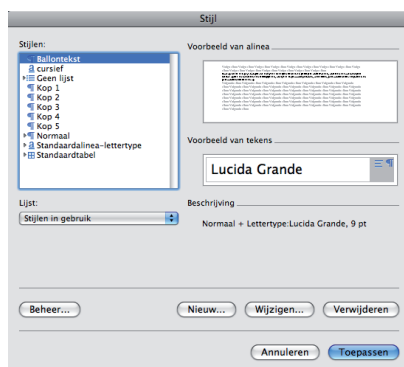 Stijl
Stijlen:
Ballontekst
a cursief
Geen lijst
Kop 1
Kop 2
Kop 3
Kop 4
Kop 5
Normaal
a Standaardalinea-lettertype
Standaardtabel
Lijst:
Stijlen in gebruik
Voorbeeld van alinea
Voorbeeld van tekens
Lucida Grande
Beschrijving
Normaal + Lettertype:Lucida Grande, 9 pt
Beheer...
Nieuw...
Wijzigen...
Verwijderen
Annuleren
Toepassen